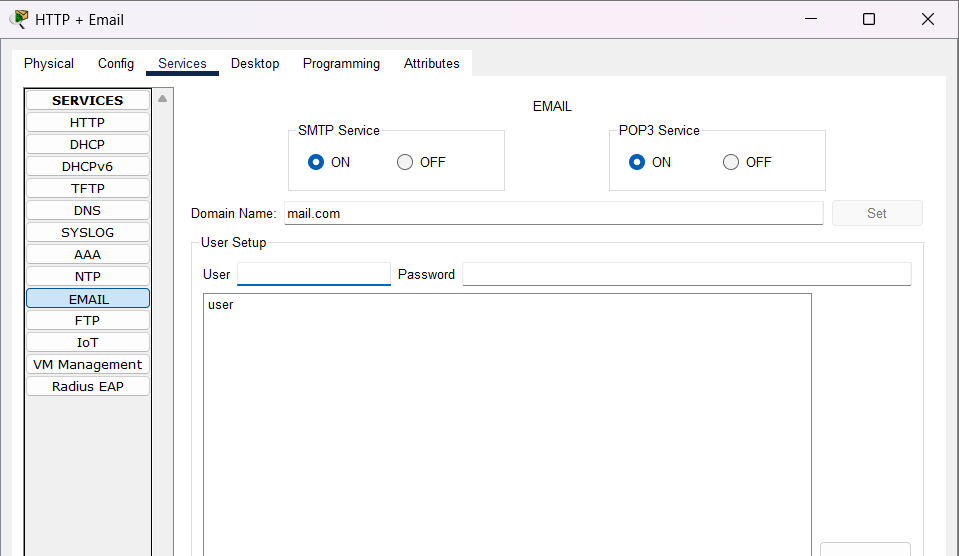 HTTP + Email
Physical Config Services Desktop Programming Attributes
SERVICES
HTTP
DHCP
DHCPv6
TFTP
DNS
SYSLOG
AAA
NTP
EMAIL
FTP
IoT
VM Management
Radius EAP
EMAIL
SMTP Service
ON OFF
POP3 Service
ON OFF
Domain Name: mail.com Set
User Setup
User Password
user